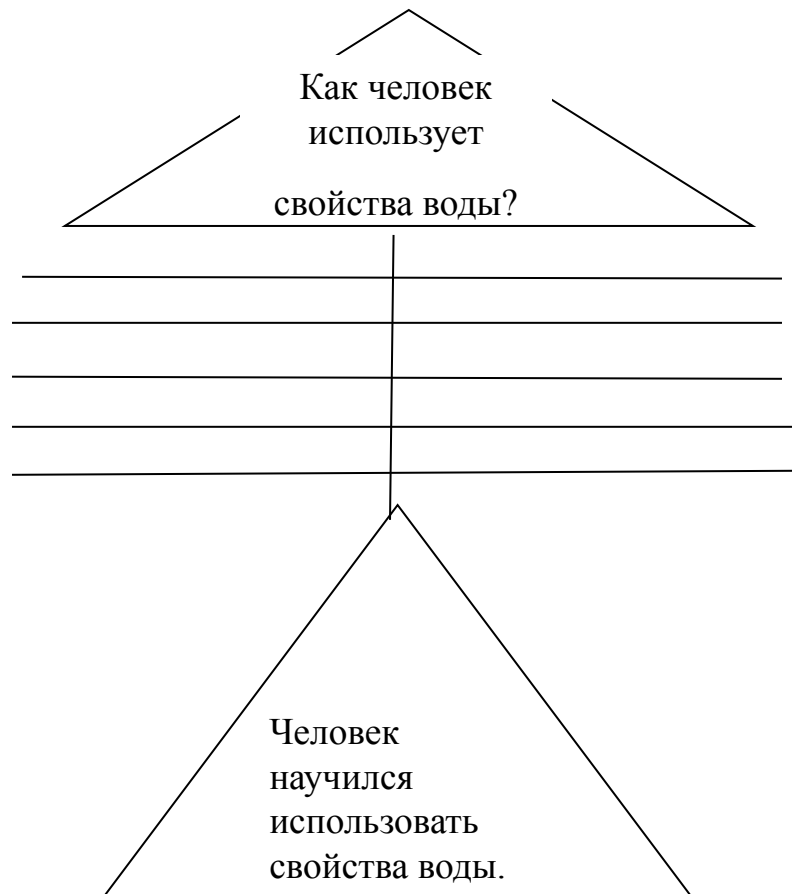 Как человек
использует
свойства воды?
Человек
научился
использовать
свойства воды.